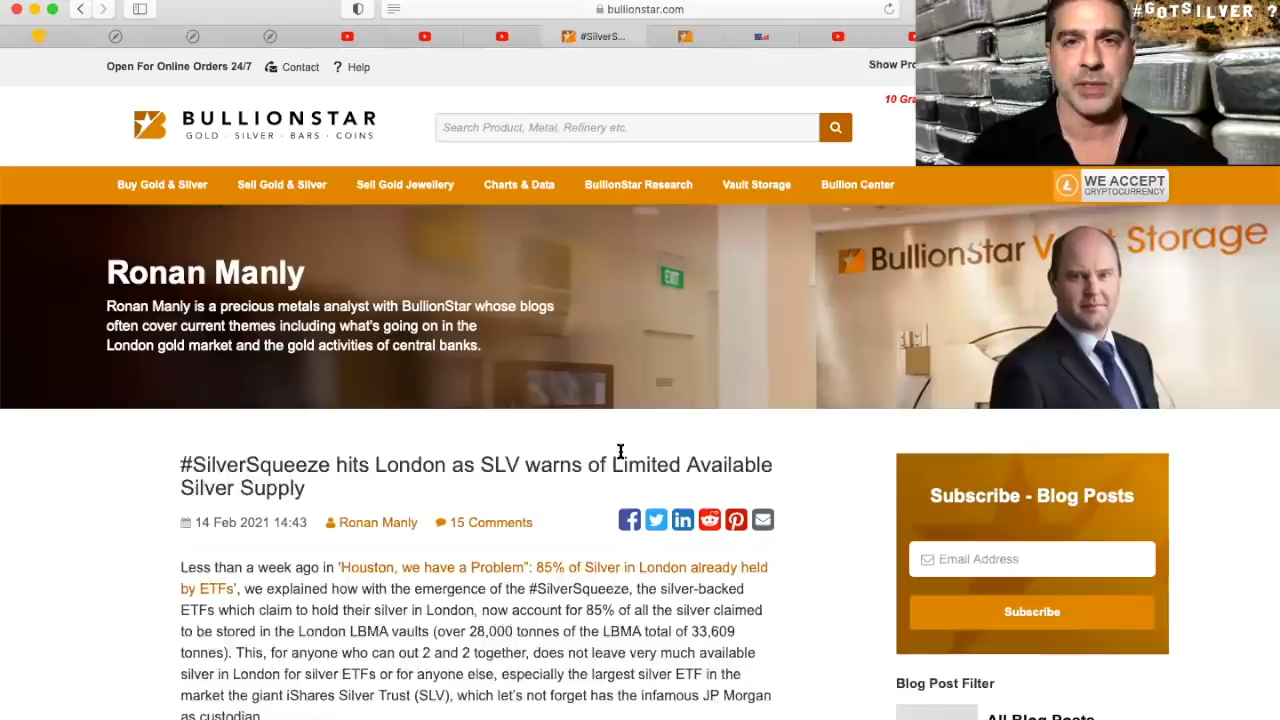 bullionstar.com
#GOTSILVER ?
#SilverS...
Open For Online Orders 24/7
Contact
? Help
Show Pro
10 Gra
BULLIONSTAR
GOLD · SILVER · BARS · COINS
Search Product, Metal, Refinery etc.
Buy Gold & Silver
Sell Gold & Silver
Sell Gold Jewellery
Charts & Data
BullionStar Research
Vault Storage
Bullion Center
WE ACCEPT
CRYPTOCURRENCY
BullionStar V t Storage
EXIT
Ronan Manly
Ronan Manly is a precious metals analyst with BullionStar whose blogs
often cover current themes including what's going on in the
London gold market and the gold activities of central banks.
#SilverSqueeze hits London as SLV warns of Limited Available
Silver Supply
14 Feb 2021 14:43
Ronan Manly
15 Comments
Less than a week ago in 'Houston, we have a Problem": 85% of Silver in London already held
by ETFs', we explained how with the emergence of the #SilverSqueeze, the silver-backed
ETFs which claim to hold their silver in London, now account for 85% of all the silver claimed
to be stored in the London LBMA vaults (over 28,000 tonnes of the LBMA total of 33,609
tonnes). This, for anyone who can out 2 and 2 together, does not leave very much available
silver in London for silver ETFs or for anyone else, especially the largest silver ETF in the
market the giant iShares Silver Trust (SLV), which let's not forget has the infamous JP Morgan
as custodian.
Subscribe - Blog Posts
Email Address
Subscribe
Blog Post Filter
All Blog Posts